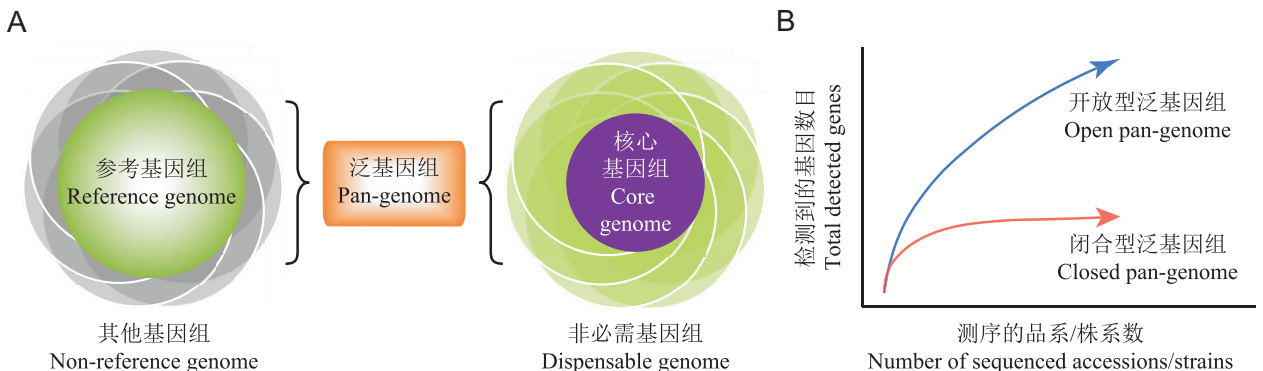 A
参考基因组
Reference genome
其他基因组
Non-reference genome
泛基因组
Pan-genome
核心
基因组
Core
genome
非必需基因组
Dispensable genome
B
检测到的基因数目
Total detected genes
开放型泛基因组
Open pan-genome
闭合型泛基因组
Closed pan-genome
测序的品系/株系数
Number of sequenced accessions/strains